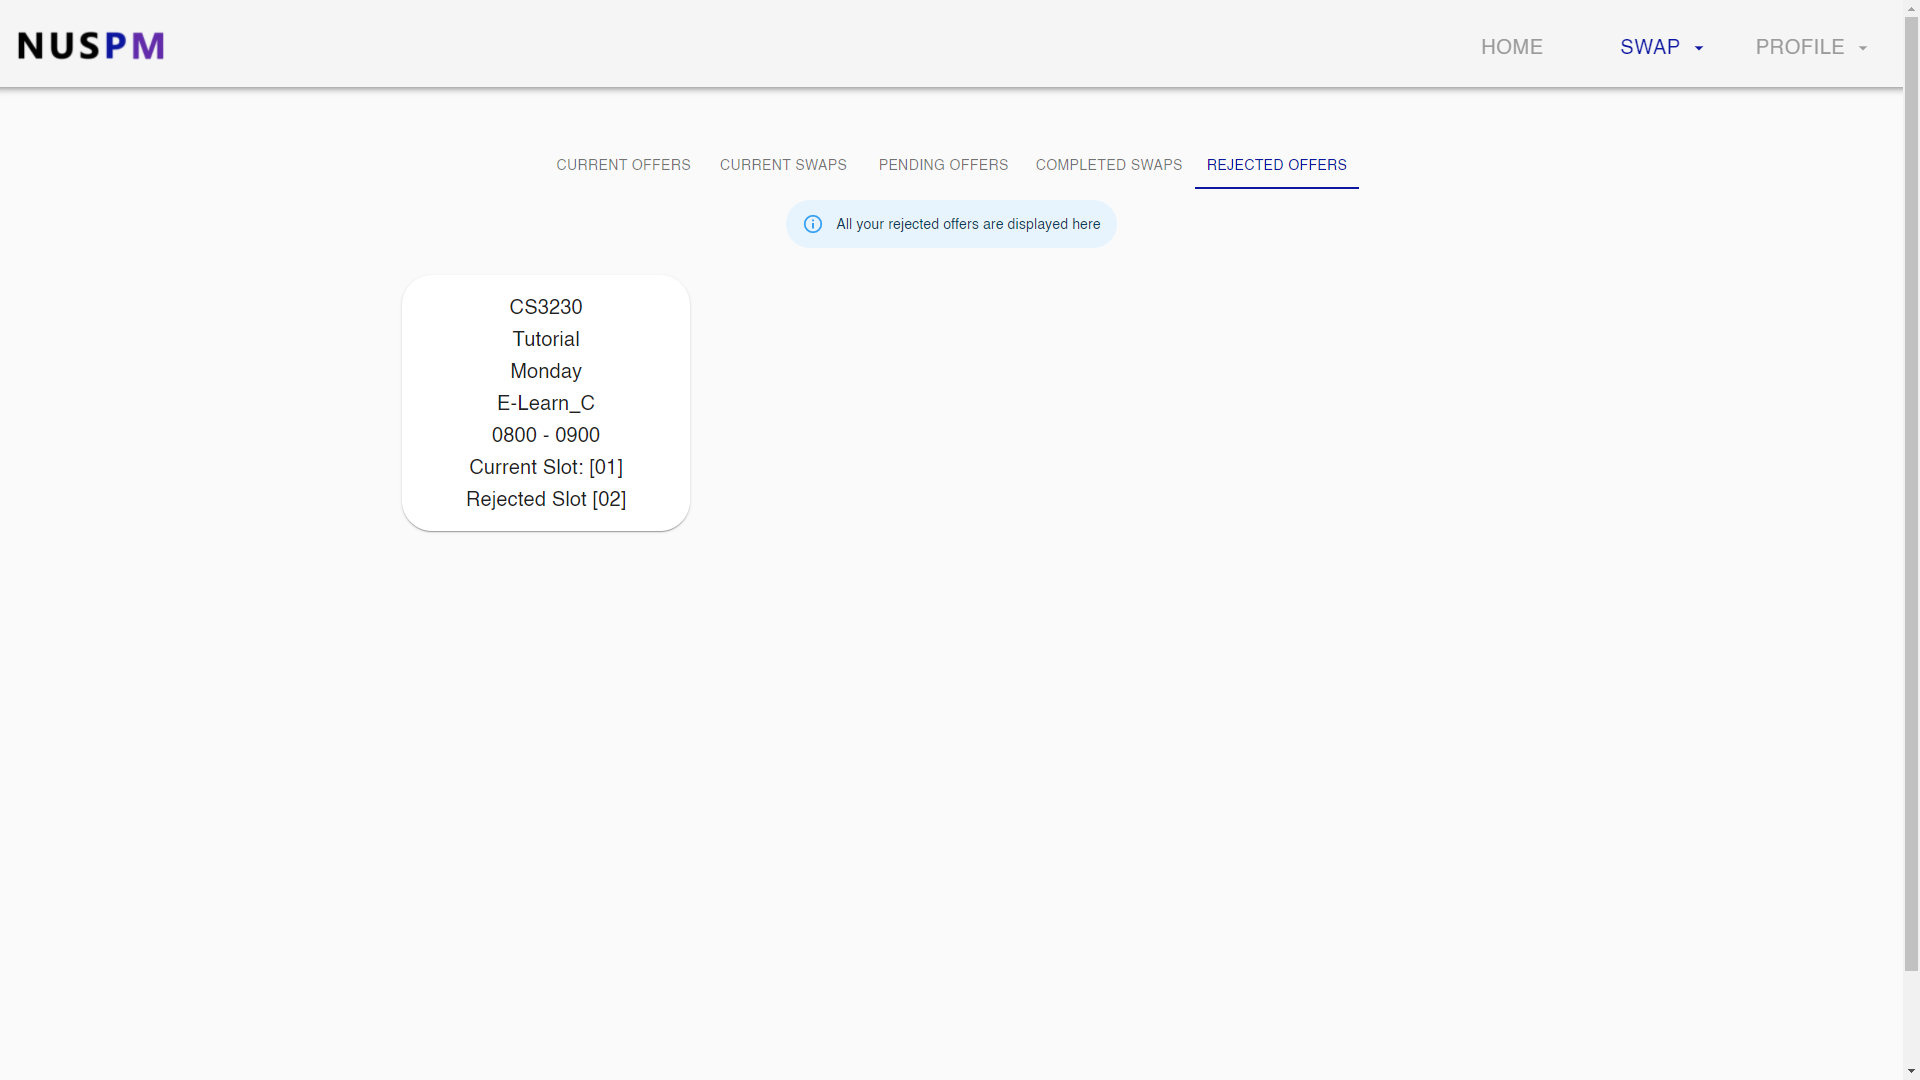 NUSPM
HOME
SWAP
PROFILE
CURRENT OFFERS
CURRENT SWAPS
PENDING OFFERS
COMPLETED SWAPS
REJECTED OFFERS
All your rejected offers are displayed here
CS3230
Tutorial
Monday
E-Learn_C
0800 - 0900
Current Slot: [01]
Rejected Slot [02]